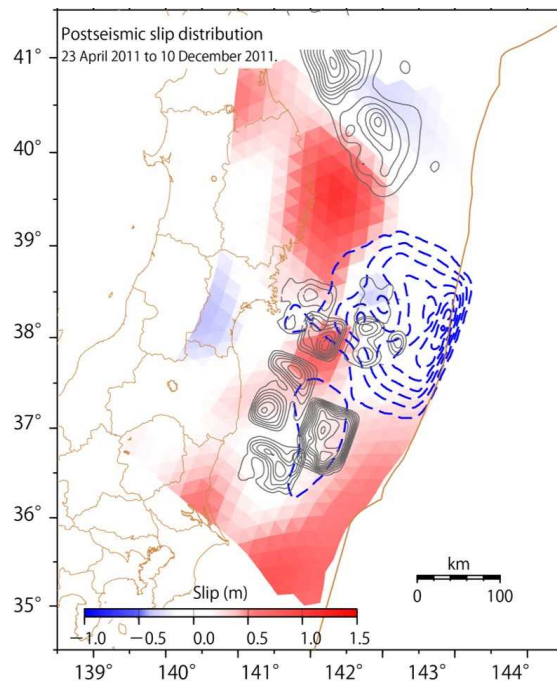 Postseismic slip distribution
23 April 2011 to 10 December 2011.
41°
40°
39°
38°
37°
36°
35°
km
0 100
Slip (m)
−1.0 −0.5 0.0 0.5 1.0 1.5
139° 140° 141° 142° 143° 144°